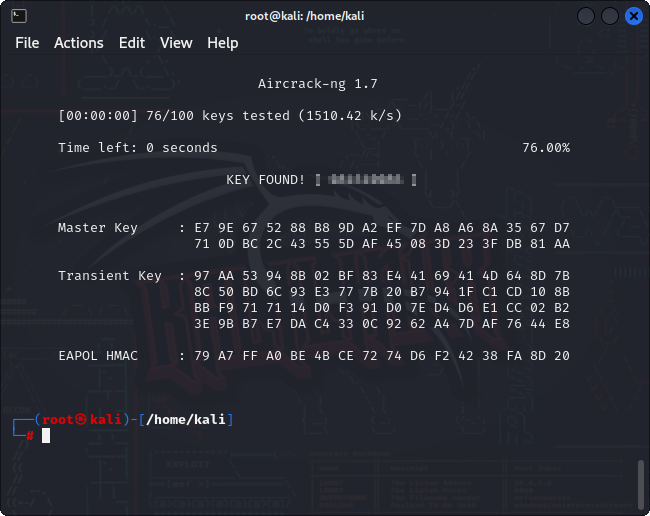 root@kali: /home/kali
File Actions Edit View Help
Aircrack-ng 1.7
[00:00:00] 76/100 keys tested (1510.42 k/s)
Time left: 0 seconds 76.00%
KEY FOUND! [ ]
Master Key : E7 9E 67 52 88 B8 9D A2 EF 7D A8 A6 8A 35 67 D7
71 0D BC 2C 43 55 5D AF 45 08 3D 23 3F DB 81 AA
Transient Key : 97 AA 53 94 8B 02 BF 83 E4 41 69 41 4D 64 8D 7B
8C 50 BD 6C 93 E3 77 7B 20 B7 94 1F C1 CD 10 8B
BB F9 71 71 14 D0 F3 91 D0 7E D4 D6 E1 CC 02 B2
3E 9B B7 E7 DA C4 33 0C 92 62 A4 7D AF 76 44 E8
EAPOL HMAC : 79 A7 FF A0 BE 4B CE 72 74 D6 F2 42 38 FA 8D 20
┌──(root㉿kali)-[/home/kali]
└─#